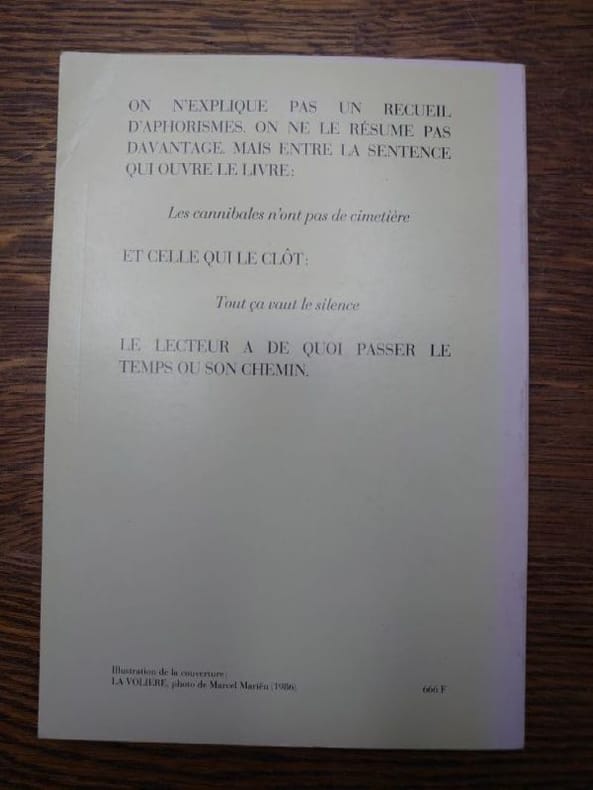 ON N'EXPLIQUE PAS UN RECUEIL
D'APHORISMES. ON NE LE RÉSUME PAS
DAVANTAGE. MAIS ENTRE LA SENTENCE
QUI OUVRE LE LIVRE :
Les cannibales n'ont pas de cimetière
ET CELLE QUI LE CLÔT :
Tout ça vaut le silence
LE LECTEUR A DE QUOI PASSER LE
TEMPS OU SON CHEMIN.
Illustration de la couverture :
LA VOLIERE, photo de Marcel Mariën (1986)
666 F